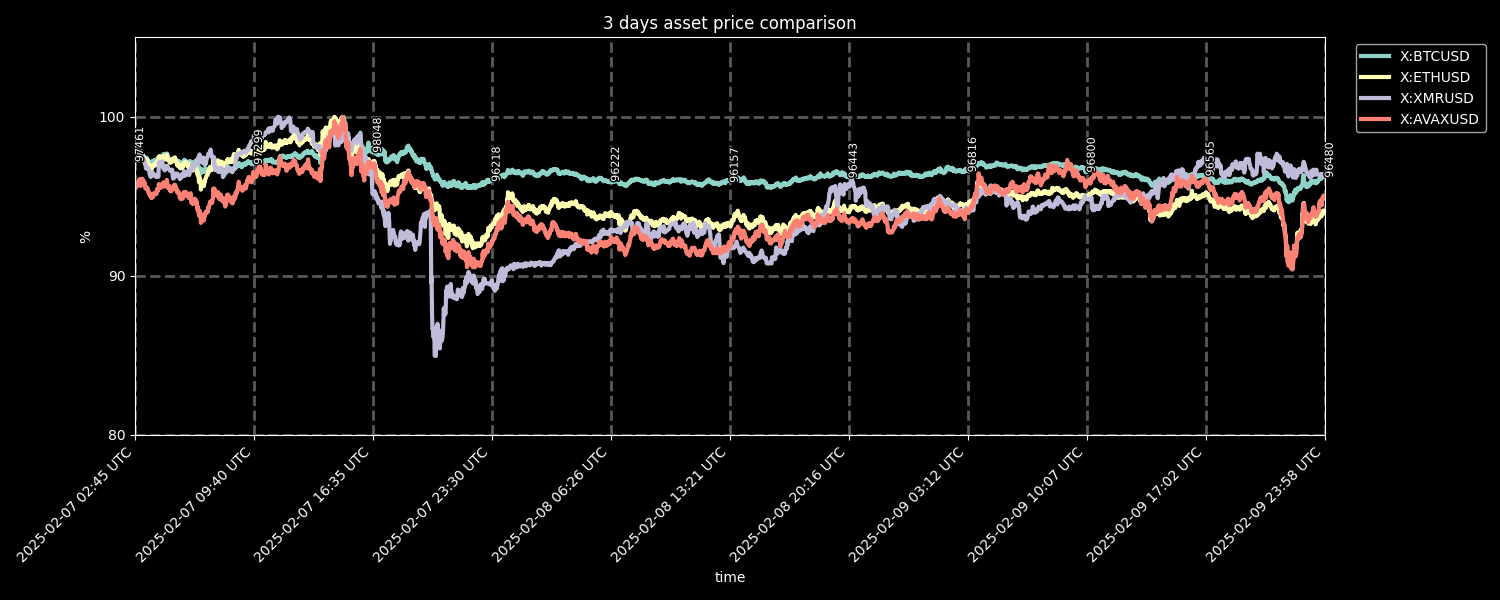 3 days asset price comparison
X:BTCUSD
X:ETHUSD
X:XMRUSD
X:AVAXUSD
100
90
80
%
97461
97299
98048
96218
96222
96157
96443
96816
96800
96565
96480
2025-02-07 02:45 UTC
2025-02-07 09:40 UTC
2025-02-07 16:35 UTC
2025-02-07 23:30 UTC
2025-02-08 06:26 UTC
2025-02-08 13:21 UTC
2025-02-08 20:16 UTC
2025-02-09 03:12 UTC
2025-02-09 10:07 UTC
2025-02-09 17:02 UTC
2025-02-09 23:58 UTC
time